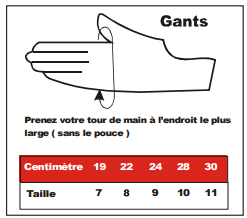 Gants
Prenez votre tour de main à l'endroit le plus
large ( sans le pouce )
Centimètre 19 22 24 28 30
Taille 7 8 9 10 11